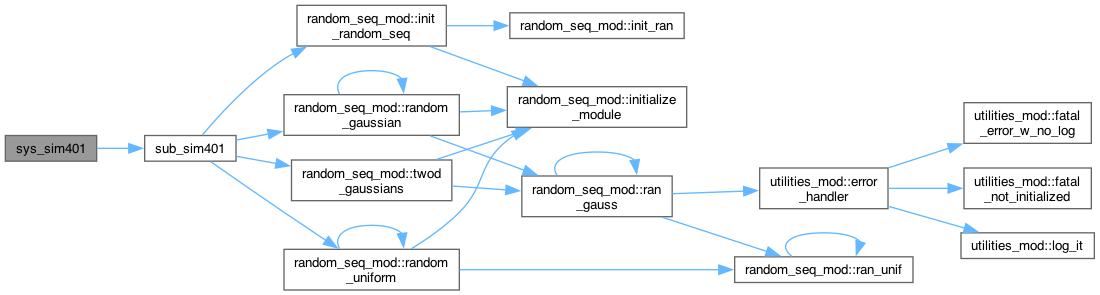 sys_sim401
sub_sim401
random_seq_mod::init
_random_seq
random_seq_mod::random
_gaussian
random_seq_mod::twod
_gaussians
random_seq_mod::random
_uniform
random_seq_mod::init_ran
random_seq_mod::initialize
_module
random_seq_mod::ran
_gauss
utilities_mod::error
_handler
random_seq_mod::ran_unif
utilities_mod::fatal
_error_w_no_log
utilities_mod::fatal
_not_initialized
utilities_mod::log_it